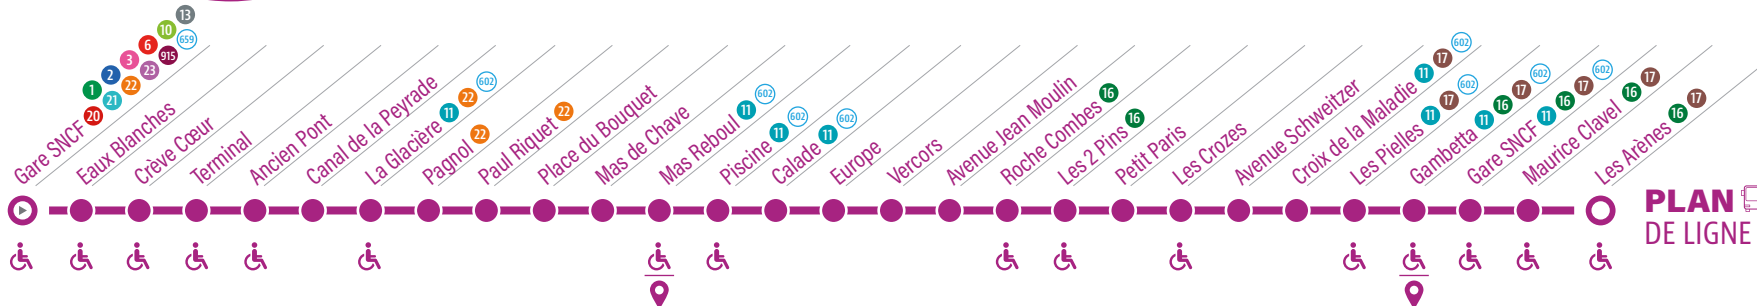 Gare SNCF 20 21 22 23 915 659
1 2 3 6 10 13
Eaux Blanches
Crève Cœur
Terminal
Ancien Pont
Canal de la Peyrade
La Glacière 11 22 602
Pagnol 22
Paul Riquet 22
Place du Bouquet
Mas de Chave
Mas Reboul 11 602
Piscine 11 602
Calade 11 602
Europe
Vercors
Avenue Jean Moulin
Roche Combes 16
Les 2 Pins 16
Petit Paris
Les Crozes
Avenue Schweitzer
Croix de la Maladie 11 17 602
Les Pielles 11 17 602
Gambetta 11 16 17 602
Gare SNCF 11 16 17 602
Maurice Clavel 16 17
Les Arènes 16 17
PLAN
DE LIGNE